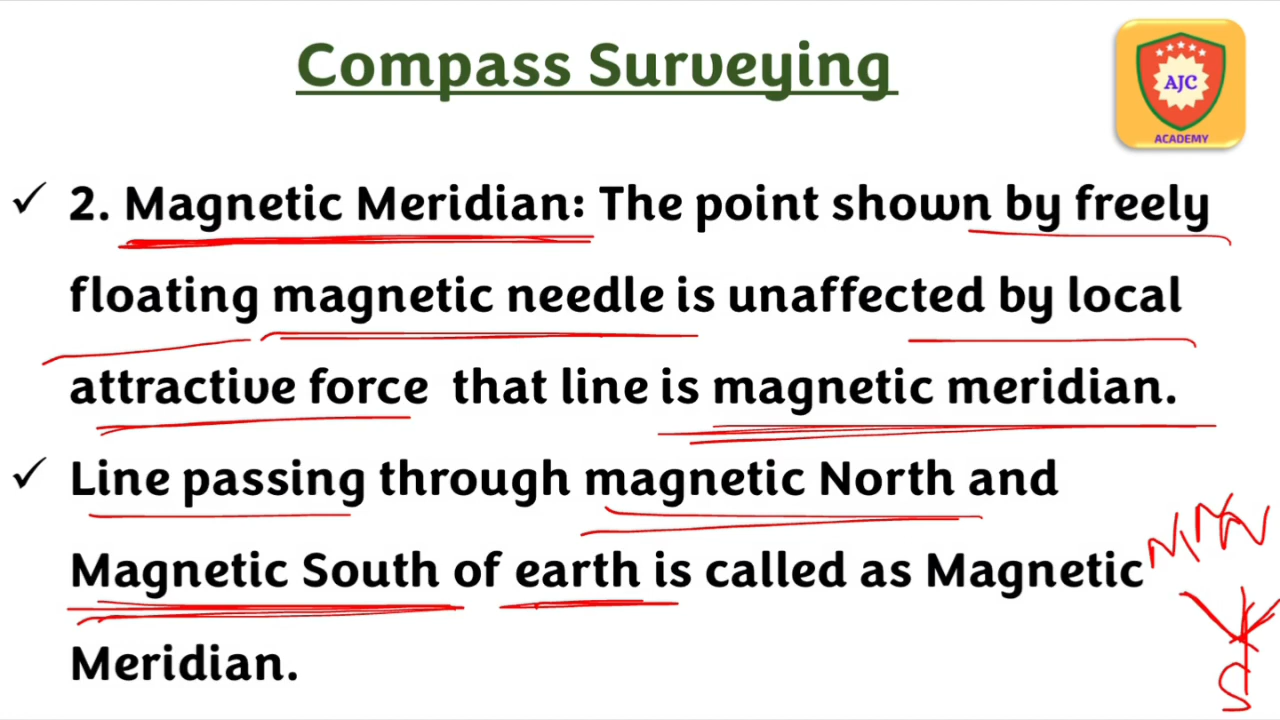 Compass Surveying
AJC
ACADEMY
✓ 2. Magnetic Meridian: The point shown by freely
floating magnetic needle is unaffected by local
attractive force that line is magnetic meridian.
✓ Line passing through magnetic North and
Magnetic South of earth is called as Magnetic
Meridian.
S